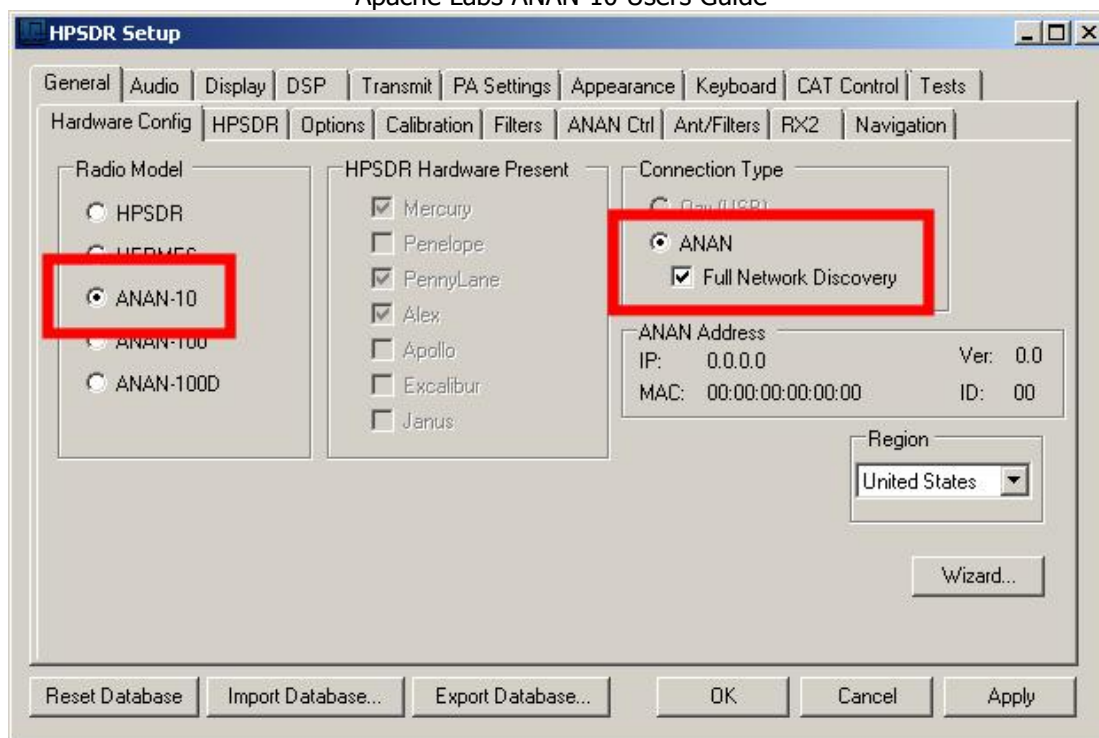 Apache Labs ANAN-10 Users Guide
HPSDR Setup
General Audio Display DSP Transmit PA Settings Appearance Keyboard CAT Control Tests
Hardware Config HPSDR Options Calibration Filters ANAN Ctrl Ant/Filters RX2 Navigation
Radio Model
HPSDR
HERMES
ANAN-10
ANAN-100
ANAN-100D
HPSDR Hardware Present
Mercury
Penelope
PennyLane
Alex
Apollo
Excalibur
Janus
Connection Type
(USB)
ANAN
Full Network Discovery
ANAN Address
IP: 0.0.0.0 Ver: 0.0
MAC: 00:00:00:00:00:00 ID: 00
Region
United States
Wizard...
Reset Database Import Database... Export Database... OK Cancel Apply